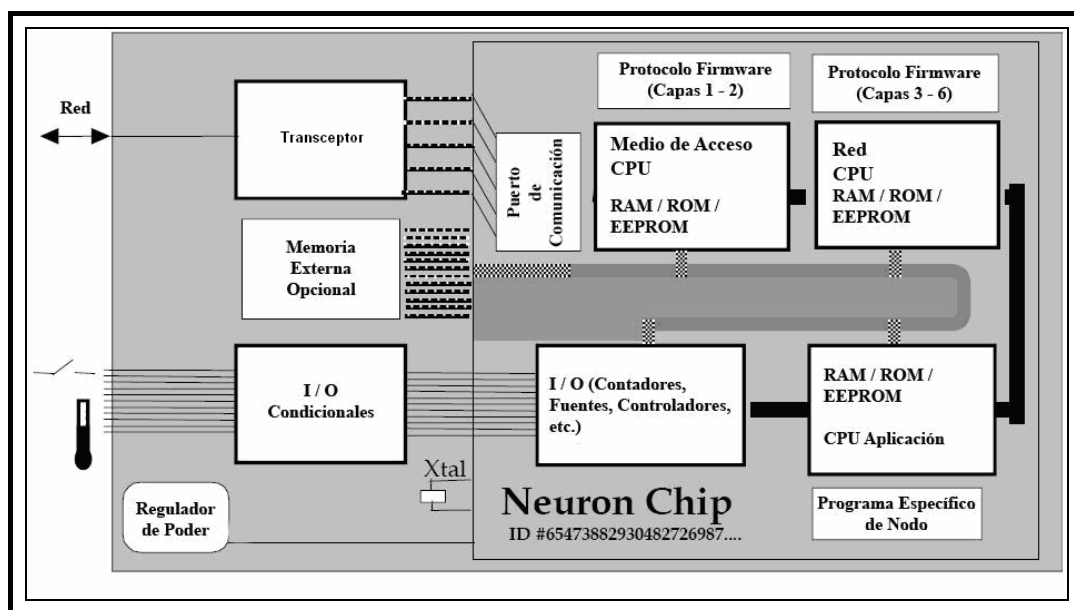 Protocolo Firmware
(Capas 1 - 2)
Protocolo Firmware
(Capas 3 - 6)
Red
Transceptor
Puerto
de
Comunicación
Medio de Acceso
CPU
RAM / ROM /
EEPROM
Red
CPU
RAM / ROM /
EEPROM
Memoria
Externa
Opcional
I / O
Condicionales
I / O (Contadores,
Fuentes, Controladores,
etc.)
RAM / ROM /
EEPROM
CPU Aplicación
Xtal
Regulador
de Poder
Neuron Chip
ID #65473882930482726987....
Programa Específico
de Nodo